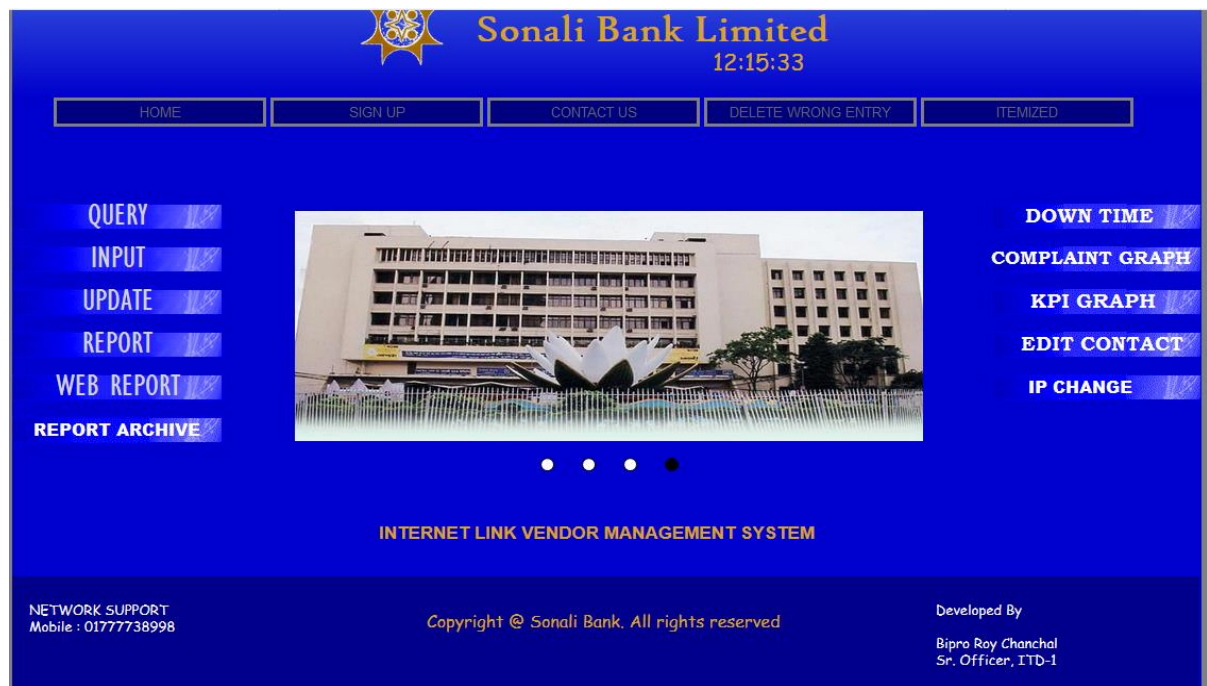 Sonali Bank Limited
12:15:33
HOME
SIGN UP
CONTACT US
DELETE WRONG ENTRY
ITEMIZED
QUERY
INPUT
UPDATE
REPORT
WEB REPORT
REPORT ARCHIVE
DOWN TIME
COMPLAINT GRAPH
KPI GRAPH
EDIT CONTACT
IP CHANGE
INTERNET LINK VENDOR MANAGEMENT SYSTEM
NETWORK SUPPORT
Mobile : 01777738998
Copyright @ Sonali Bank. All rights reserved
Developed By
Bipro Roy Chanchal
Sr. Officer, ITD-1